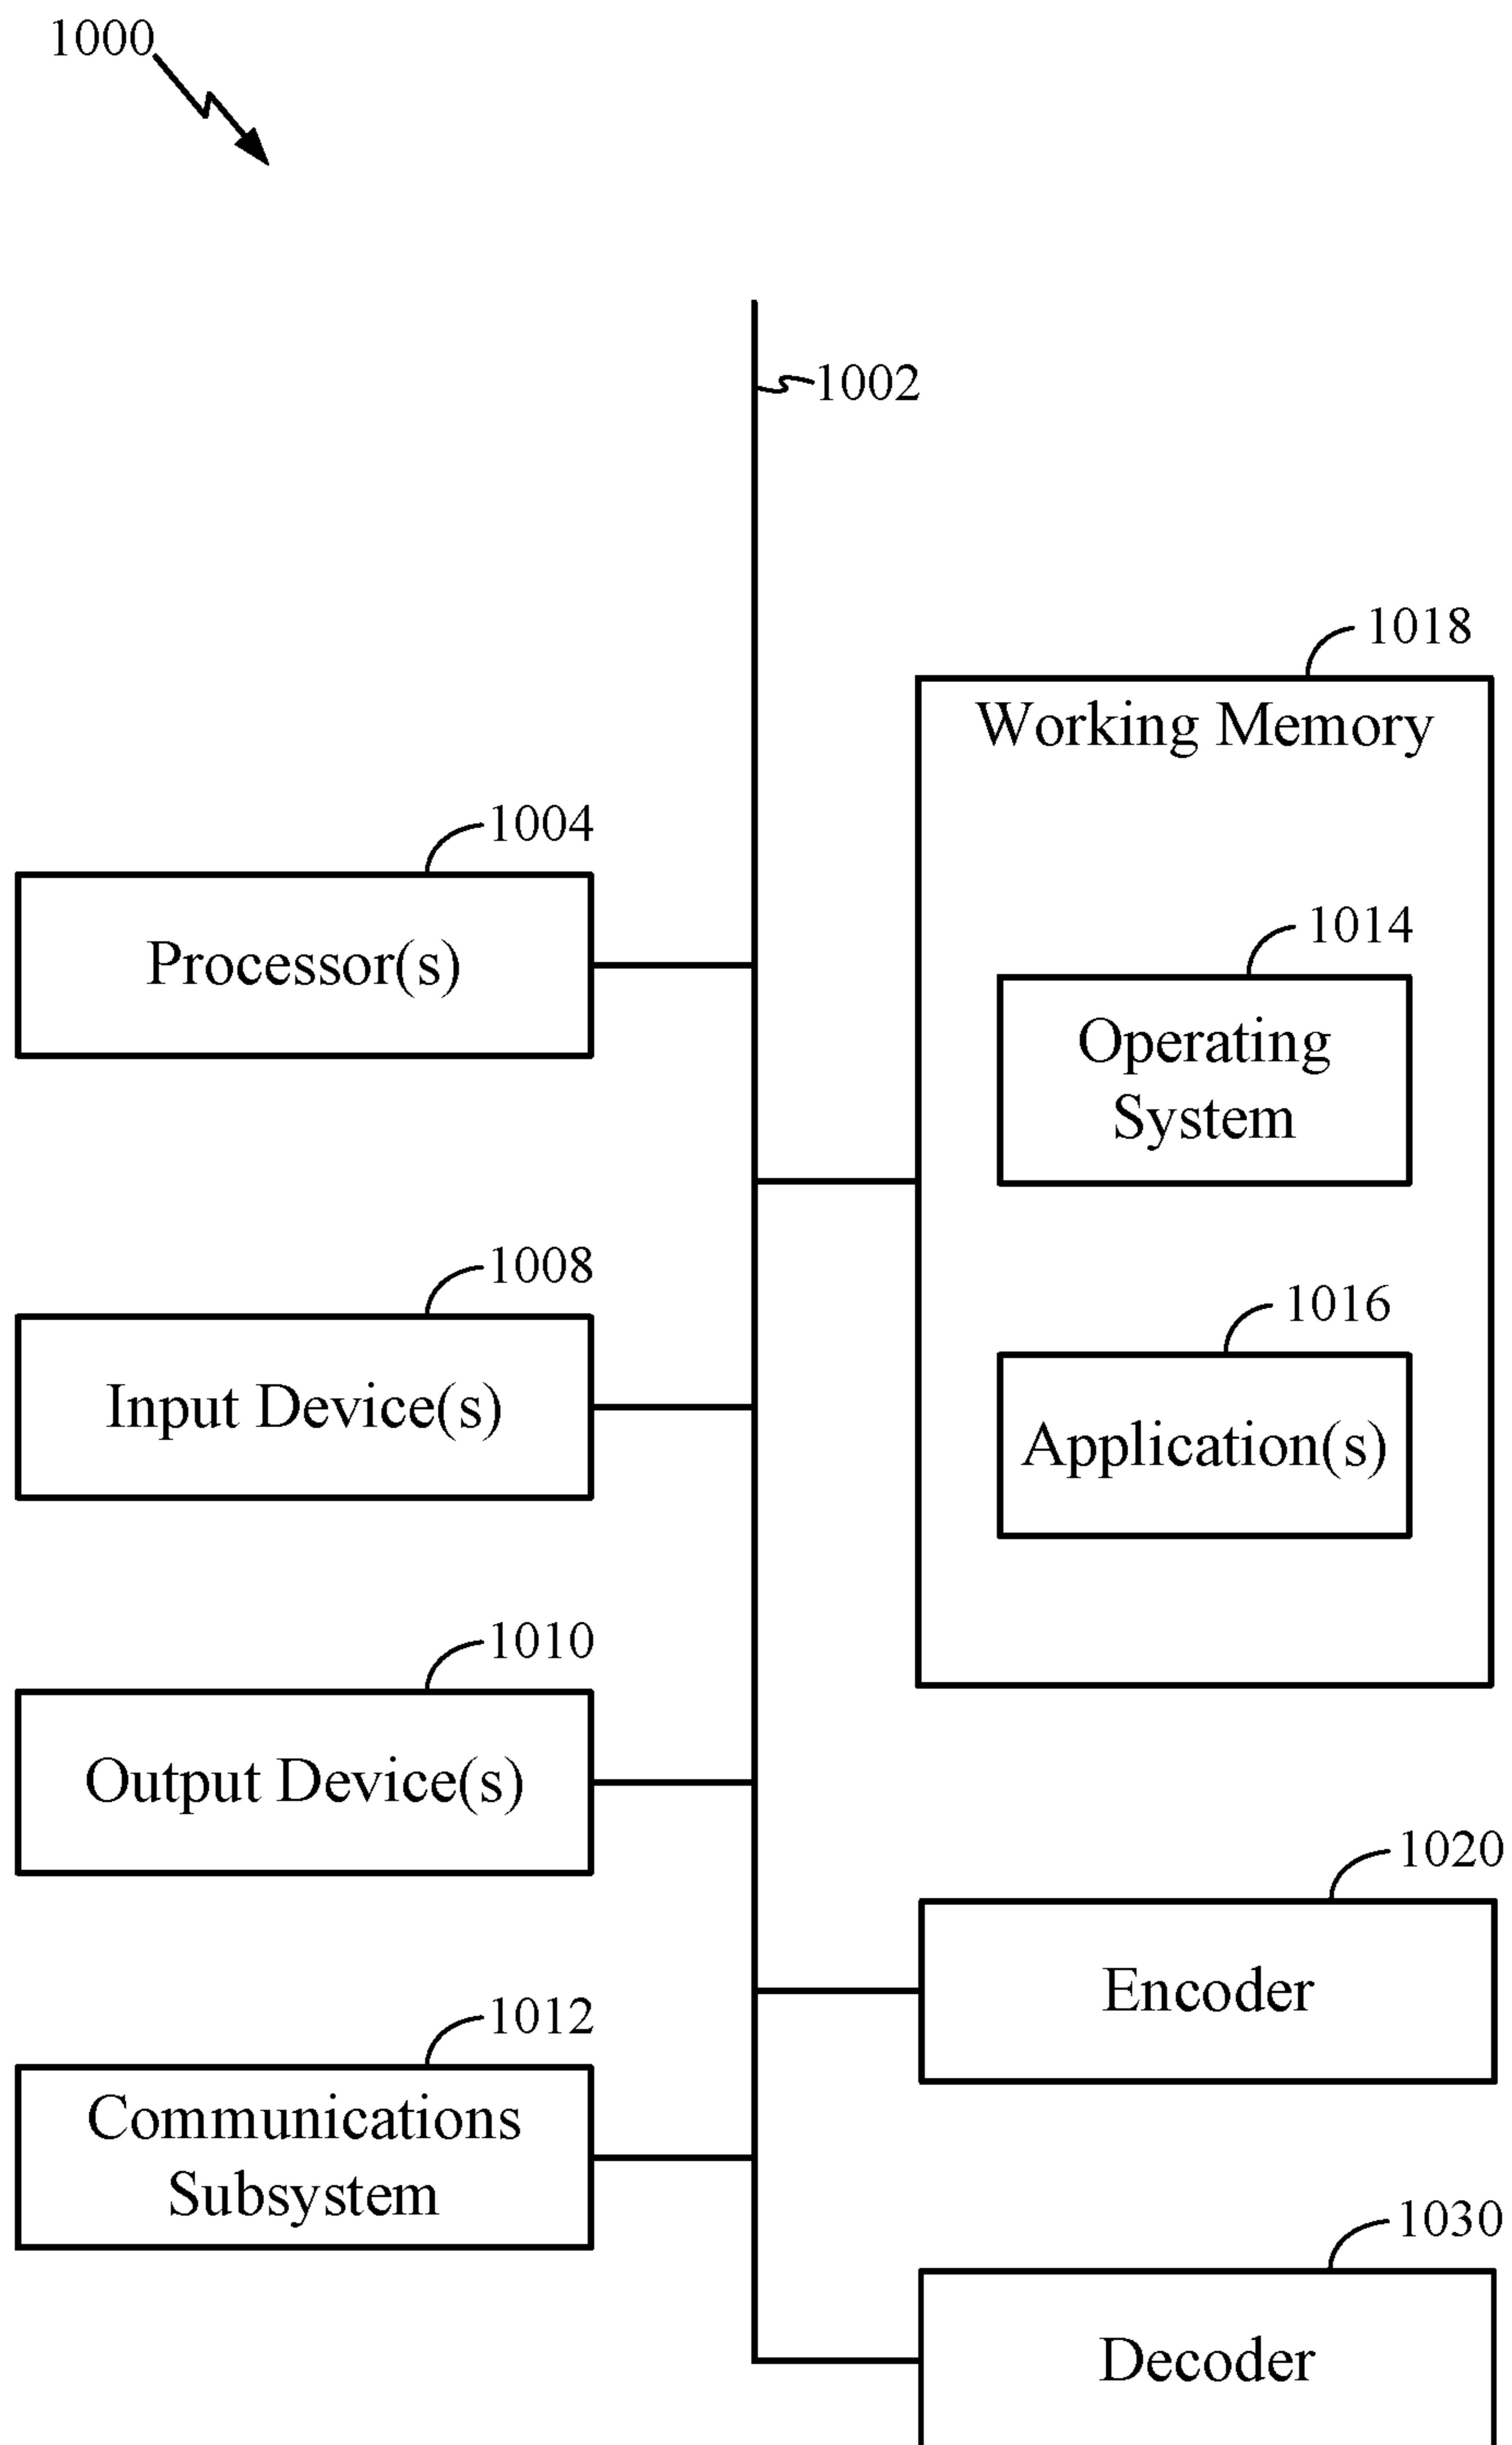 1000
1002
1018
Working Memory
1004
Processor(s)
1014
Operating
System
1008
Input Device(s)
1016
Application(s)
1010
Output Device(s)
1020
Encoder
1012
Communications
Subsystem
1030
Decoder